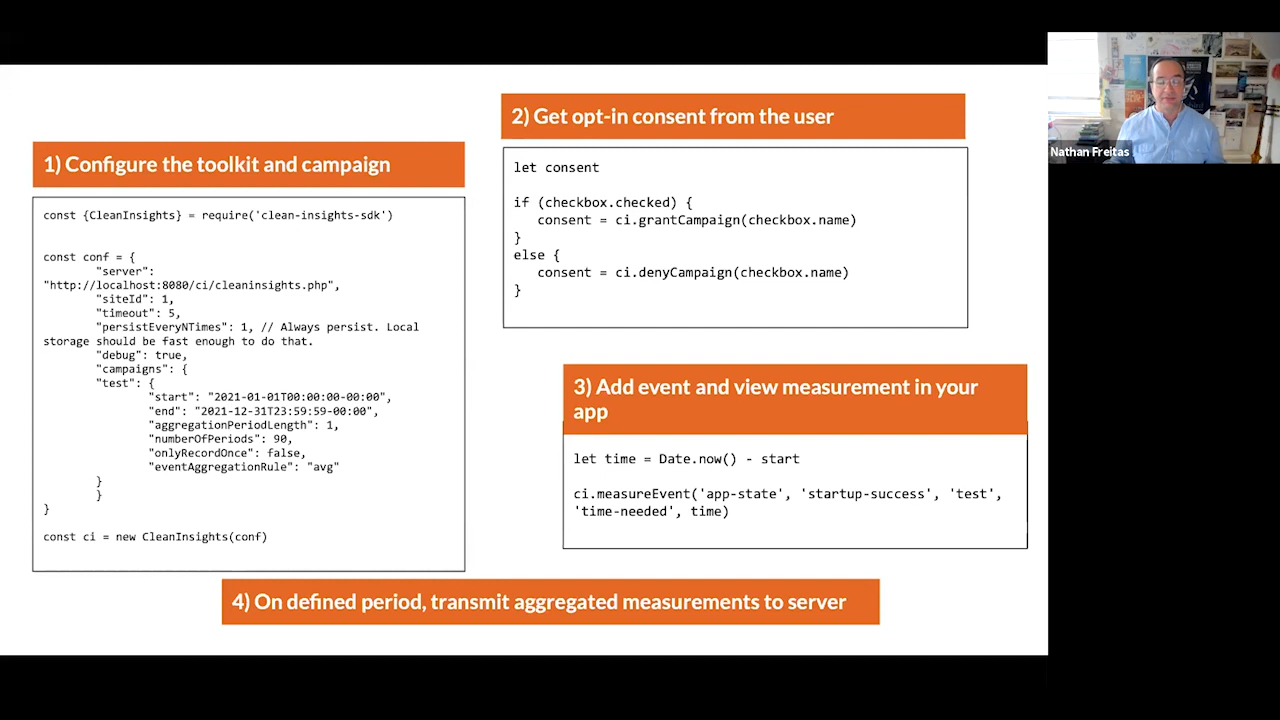 1) Configure the toolkit and campaign
const {CleanInsights} = require('clean-insights-sdk')
const conf = {
"server":
"http://localhost:8080/ci/cleaninsights.php",
"siteId": 1,
"timeout": 5,
"persistEveryNTimes": 1, // Always persist. Local
storage should be fast enough to do that.
"debug": true,
"campaigns": {
"test": {
"start": "2021-01-01T00:00:00-00:00",
"end": "2021-12-31T23:59:59-00:00",
"aggregationPeriodLength": 1,
"numberOfPeriods": 90,
"onlyRecordOnce": false,
"eventAggregationRule": "avg"
}
}
}
const ci = new CleanInsights(conf)
2) Get opt-in consent from the user
let consent
if (checkbox.checked) {
consent = ci.grantCampaign(checkbox.name)
}
else {
consent = ci.denyCampaign(checkbox.name)
}
3) Add event and view measurement in your
app
let time = Date.now() - start
ci.measureEvent('app-state', 'startup-success', 'test',
'time-needed', time)
4) On defined period, transmit aggregated measurements to server
Nathan Freitas